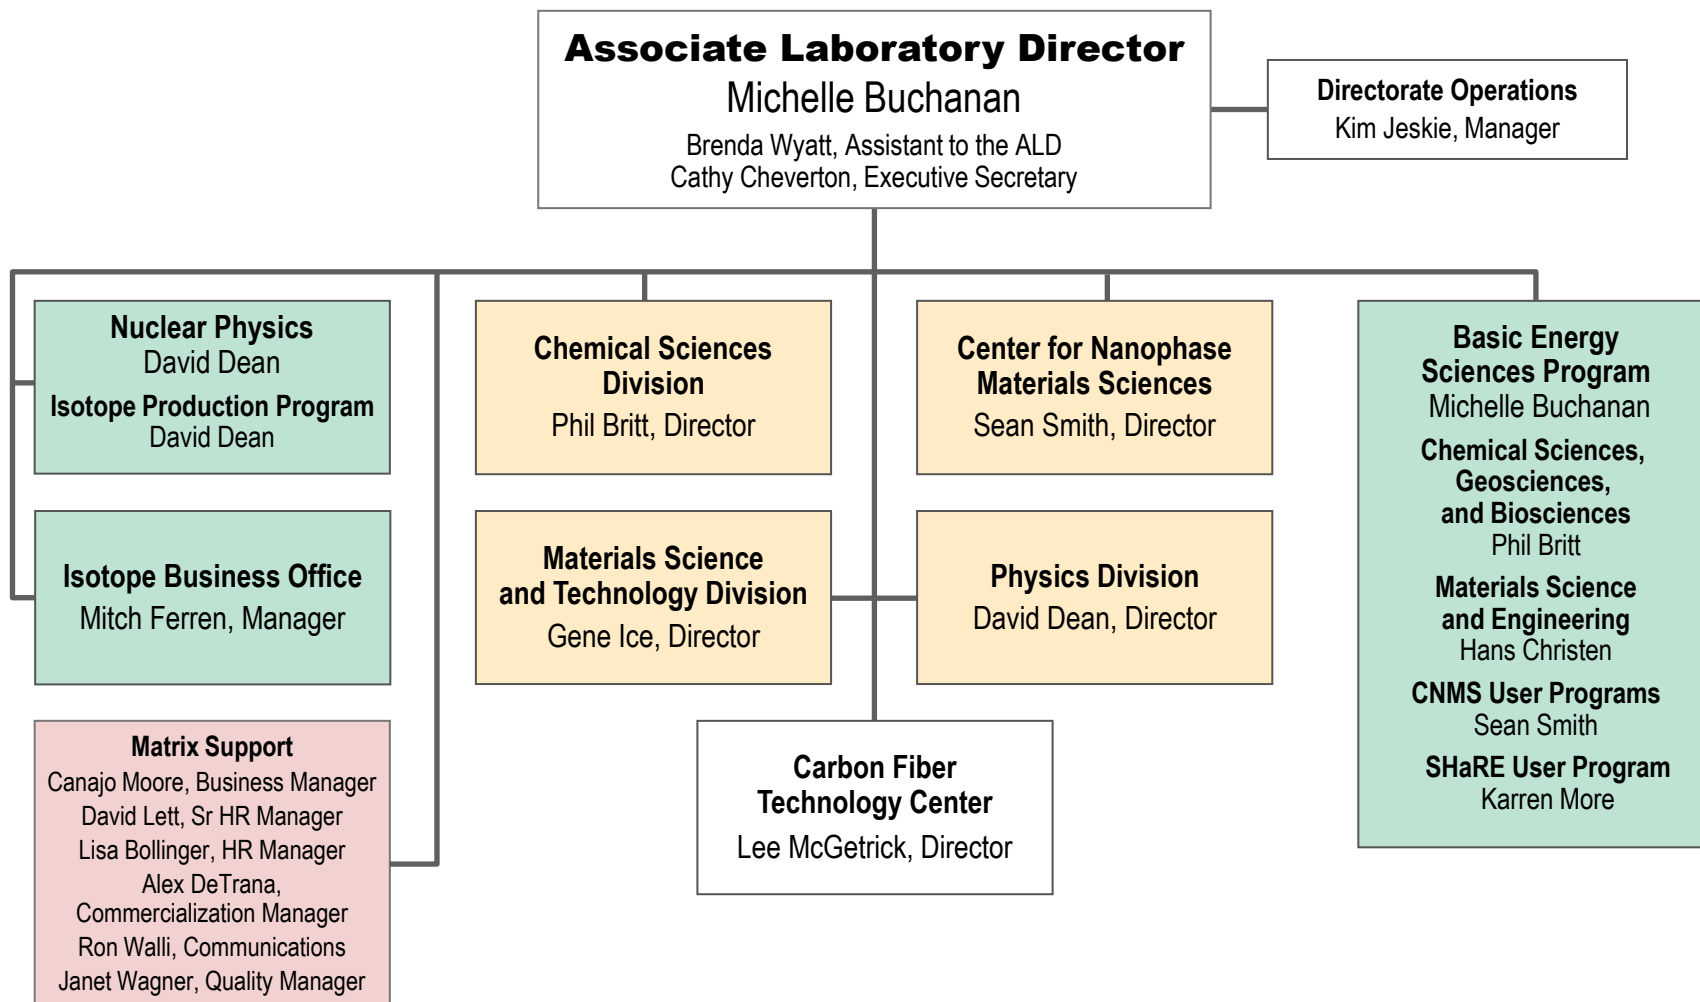 Associate Laboratory Director
Michelle Buchanan
Brenda Wyatt, Assistant to the ALD
Cathy Cheverton, Executive Secretary
Directorate Operations
Kim Jeskie, Manager
Nuclear Physics
David Dean
Isotope Production Program
David Dean
Chemical Sciences
Division
Phil Britt, Director
Center for Nanophase
Materials Sciences
Sean Smith, Director
Basic Energy
Sciences Program
Michelle Buchanan
Chemical Sciences,
Geosciences,
and Biosciences
Phil Britt
Materials Science
and Engineering
Hans Christen
CNMS User Programs
Sean Smith
SHaRE User Program
Karren More
Isotope Business Office
Mitch Ferren, Manager
Materials Science
and Technology Division
Gene Ice, Director
Physics Division
David Dean, Director
Matrix Support
Canajo Moore, Business Manager
David Lett, Sr HR Manager
Lisa Bollinger, HR Manager
Alex DeTrana,
Commercialization Manager
Ron Walli, Communications
Janet Wagner, Quality Manager
Carbon Fiber
Technology Center
Lee McGetrick, Director